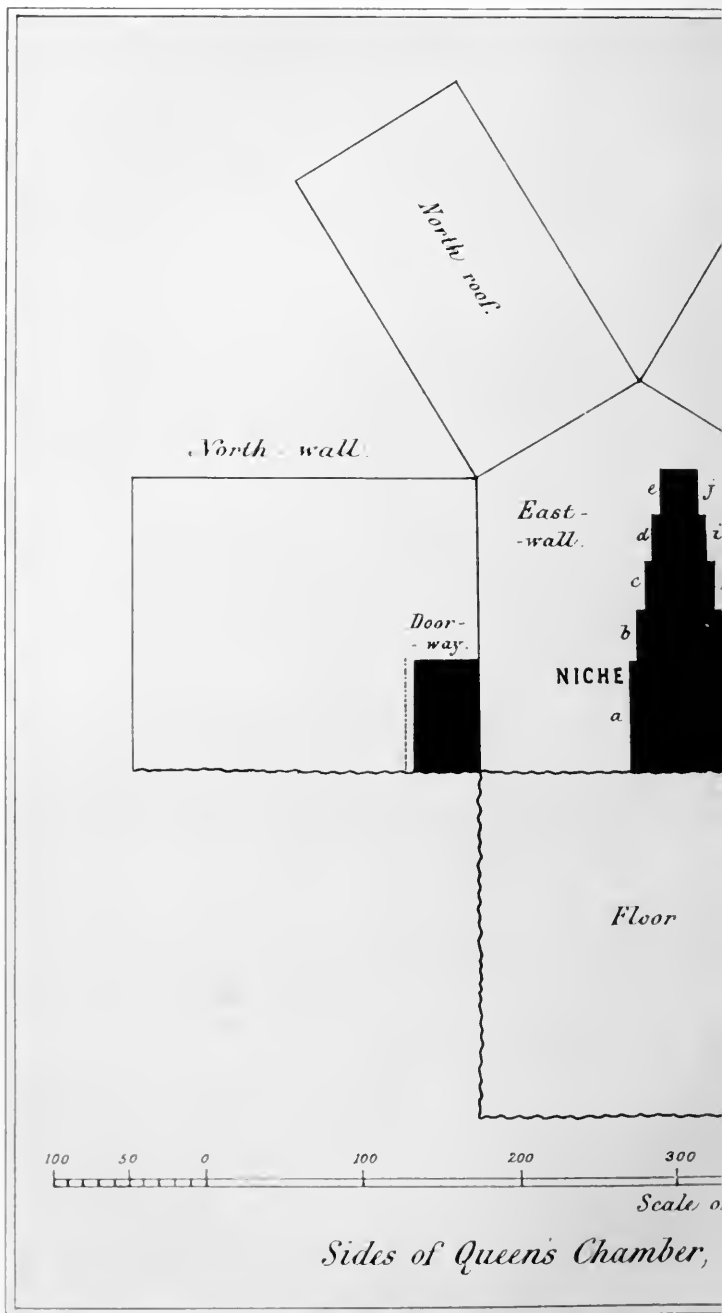 North roof.
North - wall.
East-
-wall.
e
j
d
i
c
b
Door-
- way.
NICHE
a
Floor
100 50 0 100 200 300
Scale o
Sides of Queen's Chamber,